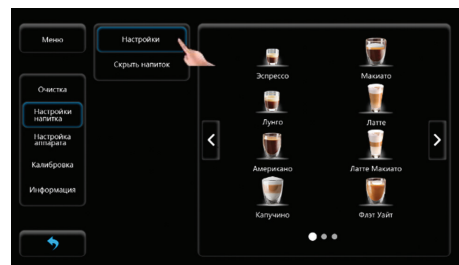 Меню
Очистка
Настройки
напитка
Настройка
аппарата
Калибровка
Информация
Настройки
Скрыть напиток
Эспрессо
Макиато
Лунго
Латте
Американо
Латте Макиато
Капучино
Флэт Уайт